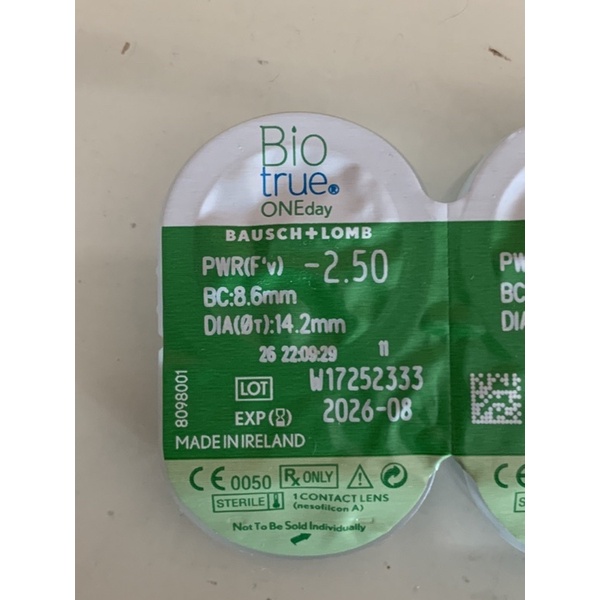 Bio
true®
ONEday
BAUSCH+LOMB
PWR(F'v) -2.50
BC:8.6mm
DIA(ØT):14.2mm
26 22:09:29 11
LOT W17252333
EXP 2026-08
8098001
MADE IN IRELAND
CE 0050 Rx ONLY
STERILE 1 CONTACT LENS
(nesofilcon A)
Not To Be Sold Individually
PW
BC
DIA